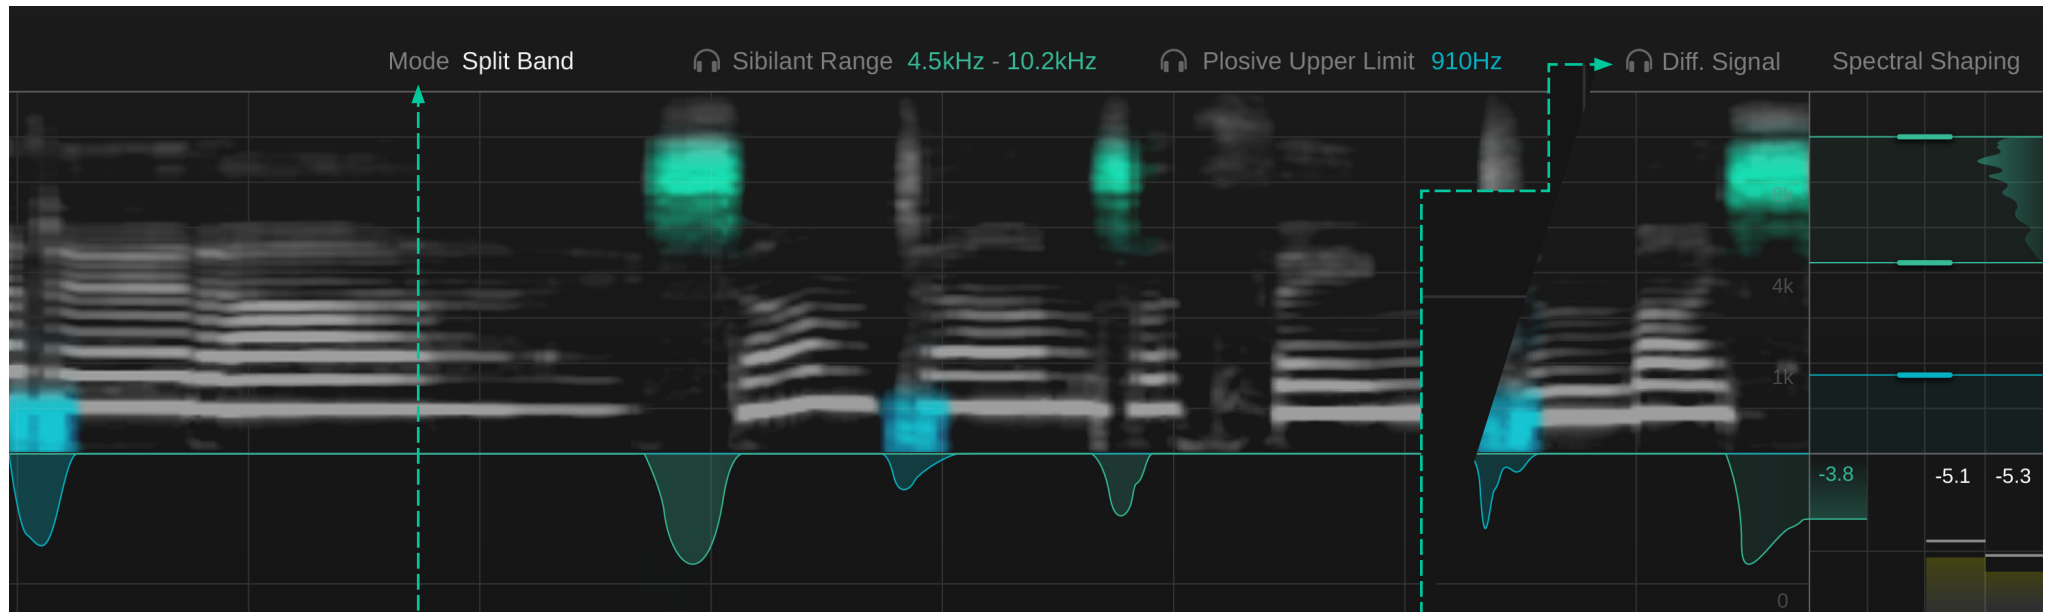 Mode Split Band Sibilant Range 4.5kHz - 10.2kHz Plosive Upper Limit 910Hz Diff. Signal Spectral Shaping
8k
4k
1k
-3.8 -5.1 -5.3
0